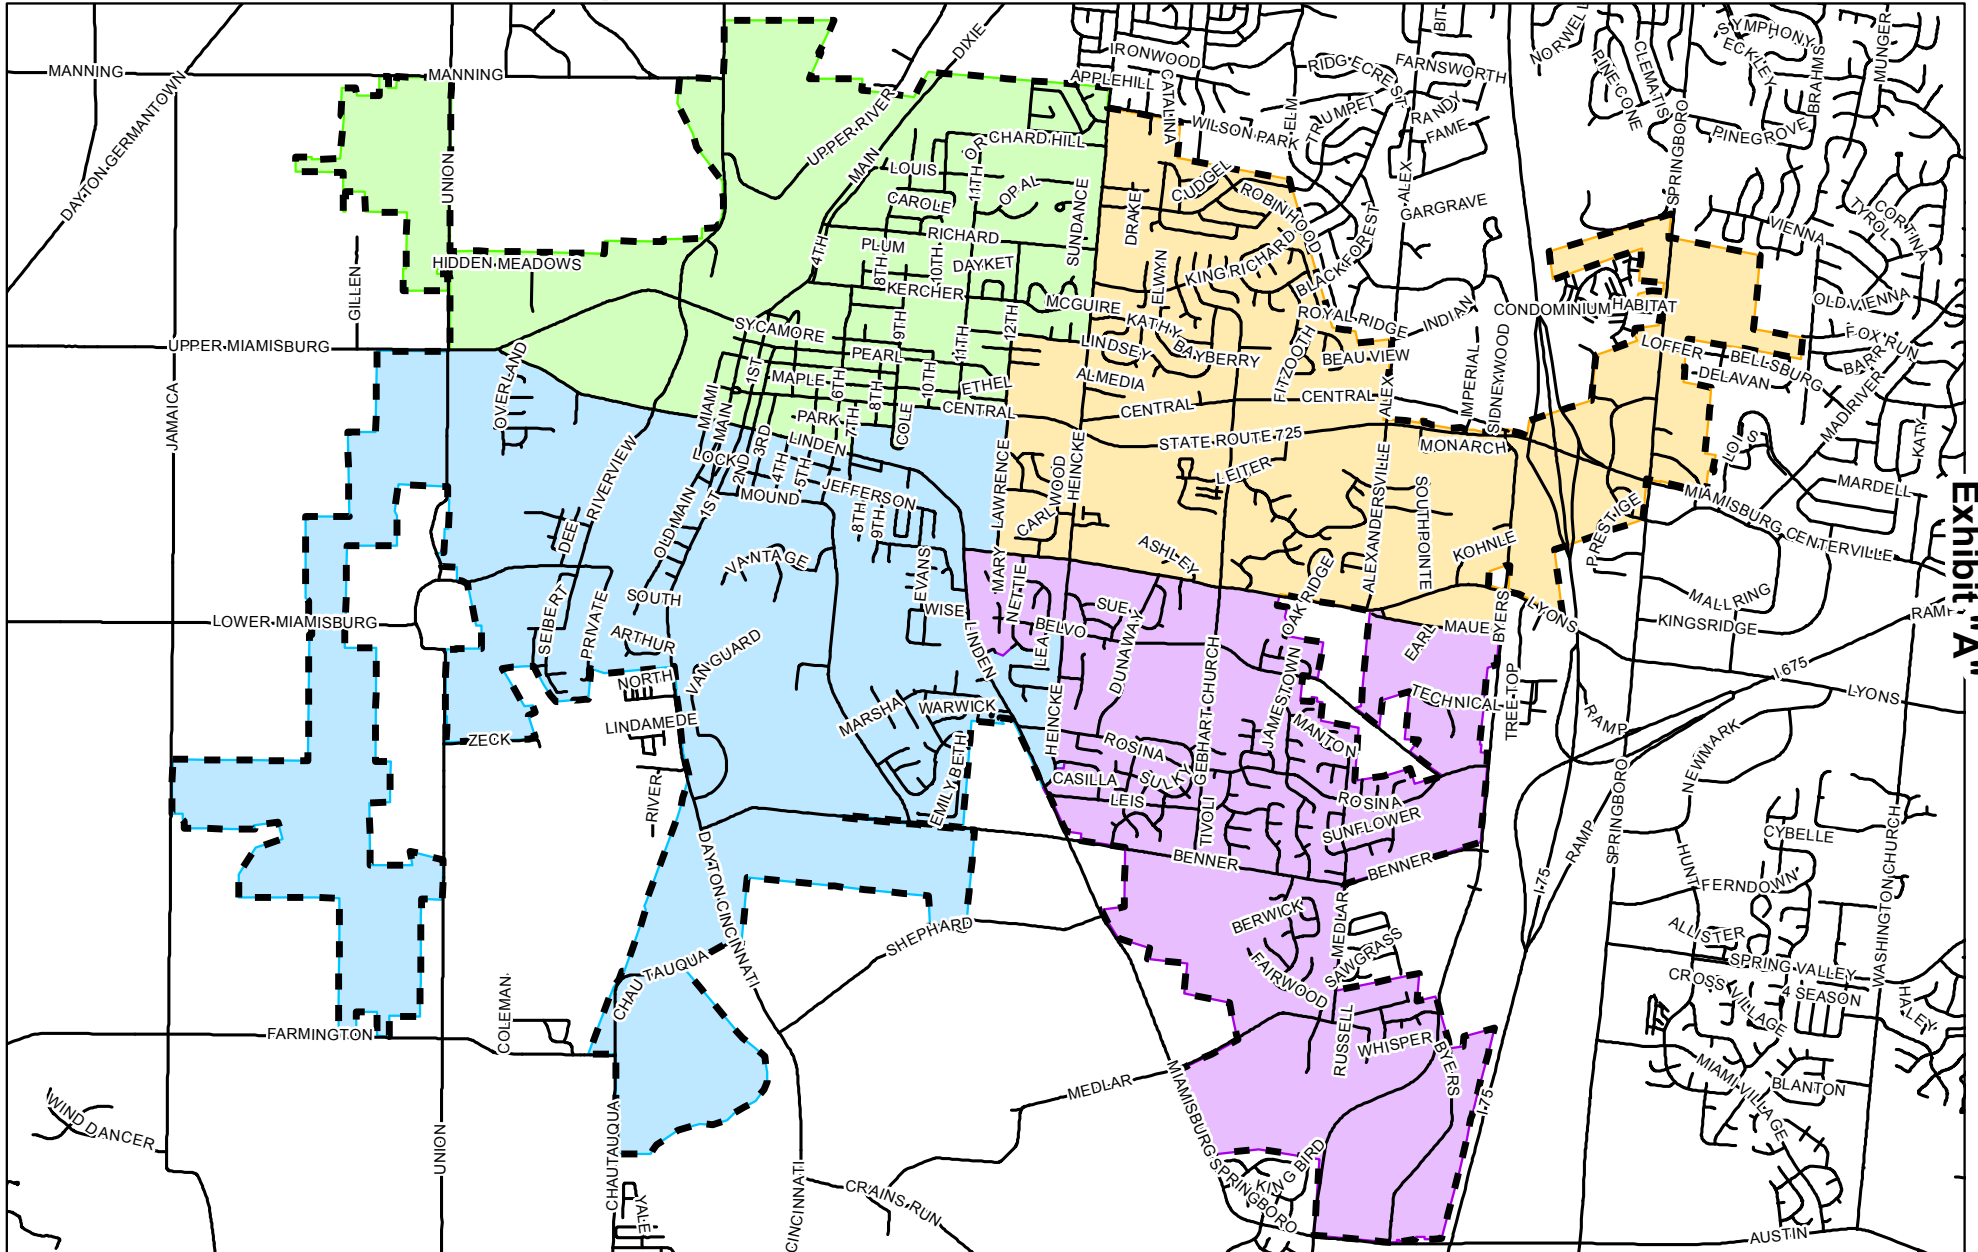 MANNING
MANNING
DAYTON-GERMANTOWN
UNION
DIXIE
UPPER RIVER
MAIN
IRONWOOD
APPLEHILL
CATALINA
WILSON PARK
ELM
RIDGECREST
TRUMPET
FARNSWORTH
RANDY
FAME
BIT
NORWELL
PINECONE
CLEMATIS
SPRINGBORO
SYMPHONY
ECKLEY
BRAHMS
MUNGER
PINEGROVE
ORCHARD HILL
LOUIS
11TH
OPAL
CAROLE
RICHARD
SUNDANCE
DRAKE
CUDGEL
ROBINHOOD
ALEX
GARGRAVE
BLACKFOREST
VIENNA
TYROL
CORTINA
4TH
PLUM
8TH
10TH
DAYKET
KERCHER
KING RICHARD
ELWYN
HIDDEN MEADOWS
GILLEN
MCGUIRE
KATHY
ROYAL RIDGE
INDIAN
CONDOMINIUM
HABITAT
OLD VIENNA
FOX RUN
BARR
UPPER MIAMISBURG
SYCAMORE
9TH
11TH
12TH
PEARL
LINDSEY
BAYBERRY
FITZOOTH
BEAU VIEW
IMPERIAL
SIDNEYWOOD
LOFFER
BELLSBURG
DELAVAN
MAD RIVER
KATY
JAMAICA
OVERLAND
MIAMI
MAIN
1ST
MAPLE
6TH
8TH
10TH
ETHEL
ALMEDIA
CENTRAL
CENTRAL
CENTRAL
ALEX
PARK
7TH
COLE
LINDEN
3RD
2ND
LOCK
4TH
5TH
STATE ROUTE 725
MONARCH
LOIS
MARDELL
RIVERVIEW
DEE
OLD MAIN
1ST
MOUND
JEFFERSON
8TH
9TH
LAWRENCE
CARLWOOD
HEINCKE
LEITER
ALEXANDERSVILLE
SOUTHPOINTE
KOHNLE
PRESTIGE
MIAMISBURG CENTERVILLE
Exhibit "A"
VANTAGE
EVANS
MARY
NETTIE
ASHLEY
OAKRIDGE
MALL RING
KINGSRIDGE
RAMP
LOWER MIAMISBURG
SEIBERT
PRIVATE
SOUTH
ARTHUR
VANGUARD
WISE
LINDEN
BELVO
LEA
SUE
DUNAWAY
GEBHART CHURCH
JAMESTOWN
EARL
MAUE
BYERS
LYONS
I 675
LYONS
NORTH
LINDAMEDE
ZECK
MARSHA
WARWICK
HEINCKE
TECHNICAL
TREETOP
RAMP
NEWMARK
ROSINA
MANTON
CASILLA
SULKY
LEIS
TIVOLI
ROSINA
SUNFLOWER
RIVER
EMILY BETH
SPRINGBORO
RAMP
I 75
CYBELLE
WASHINGTON CHURCH
DAYTON CINCINNATI
BENNER
BENNER
HUNT
FERNDOWN
BERWICK
MEDLAR
SHEPHARD
SAWGRASS
FAIRWOOD
ALLISTER
SPRING VALLEY
CROSS VILLAGE
4 SEASON
WHALEY
CHAUTAUQUA
COLEMAN
FARMINGTON
RUSSELL
WHISPER
BYERS
MIAMI VILLAGE
BLANTON
WIND DANCER
UNION
MEDLAR
MIAMISBURG SPRINGBORO
I 75
CHAUTAUQUA
YALE
CINCINNATI
CRAINS RUN
KING BIRD
AUSTIN